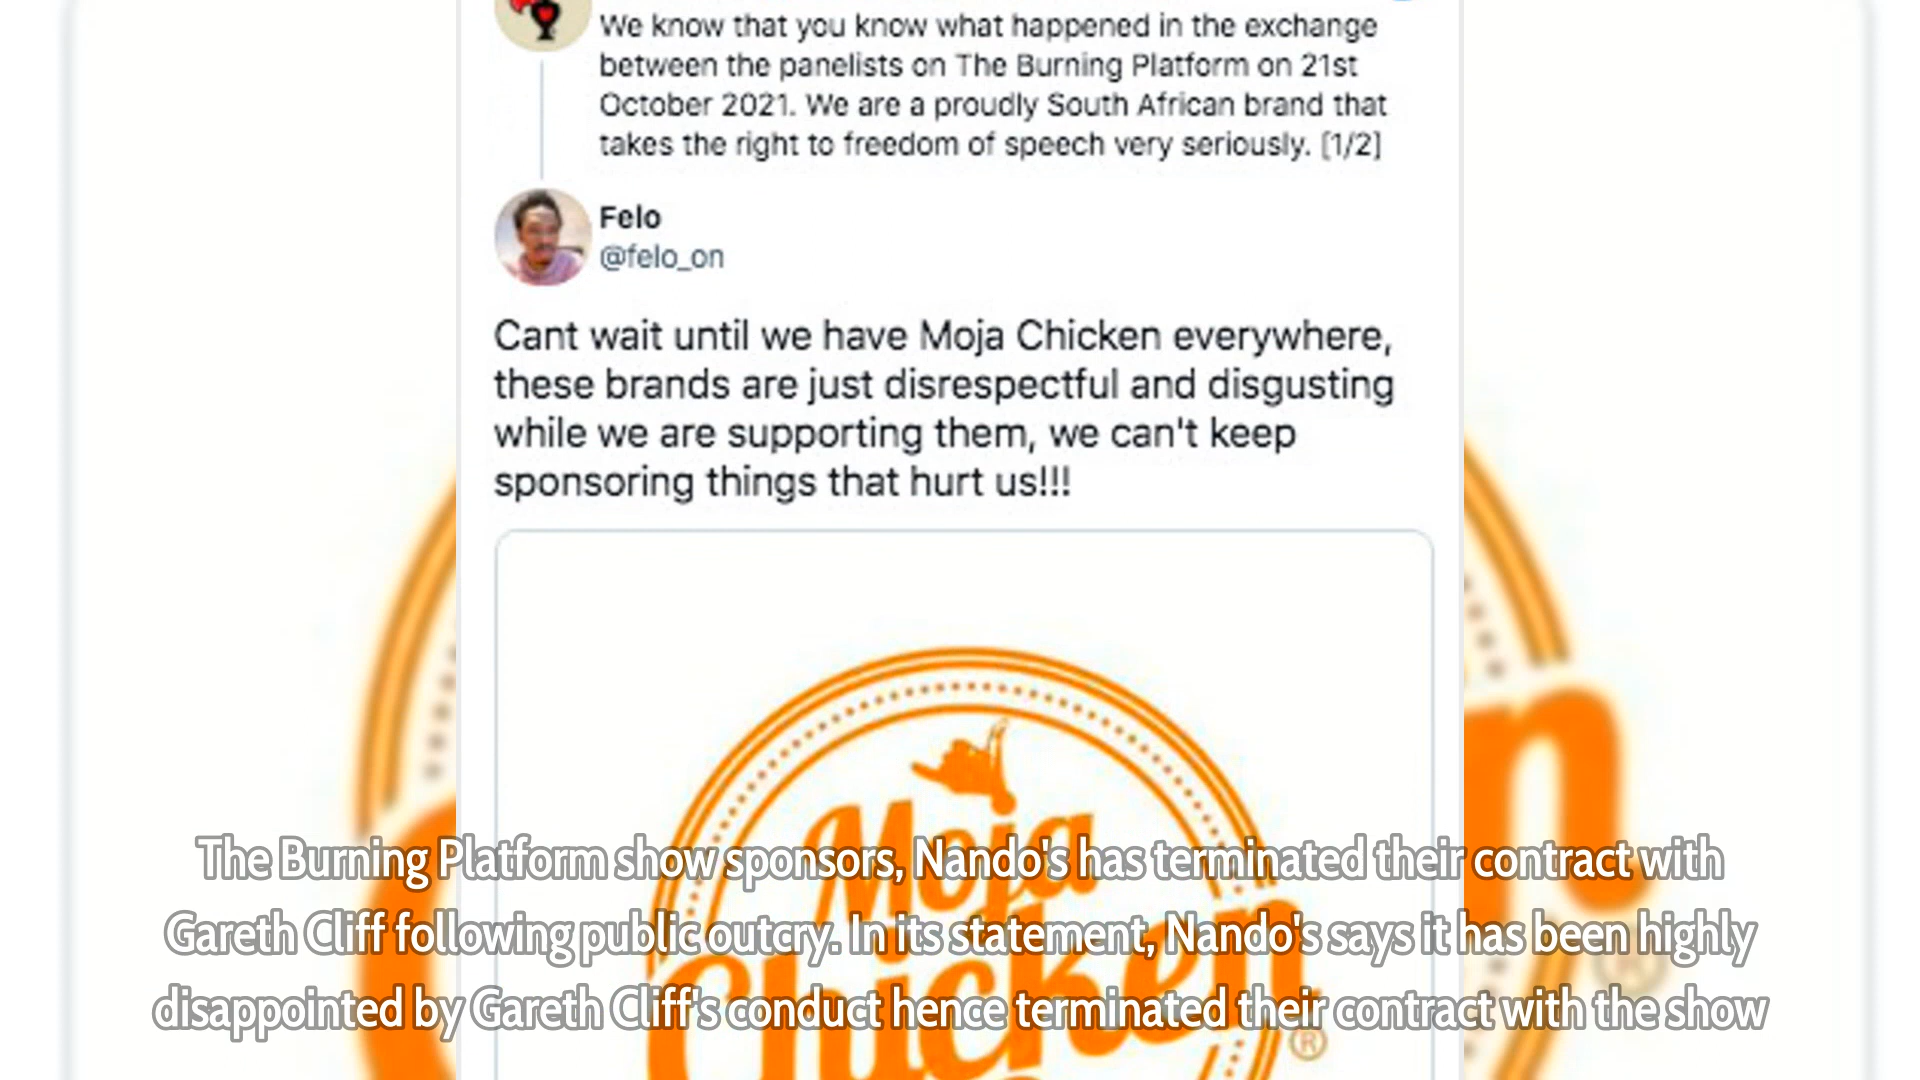 We know that you know what happened in the exchange
between the panelists on The Burning Platform on 21st
October 2021. We are a proudly South African brand that
takes the right to freedom of speech very seriously. [1/2]
Felo
@felo_on
Cant wait until we have Moja Chicken everywhere,
these brands are just disrespectful and disgusting
while we are supporting them, we can't keep
sponsoring things that hurt us!!!
Moja
Chicken
®
The Burning Platform show sponsors, Nando's has terminated their contract with
Gareth Cliff following public outcry. In its statement, Nando's says it has been highly
disappointed by Gareth Cliff's conduct hence terminated their contract with the show